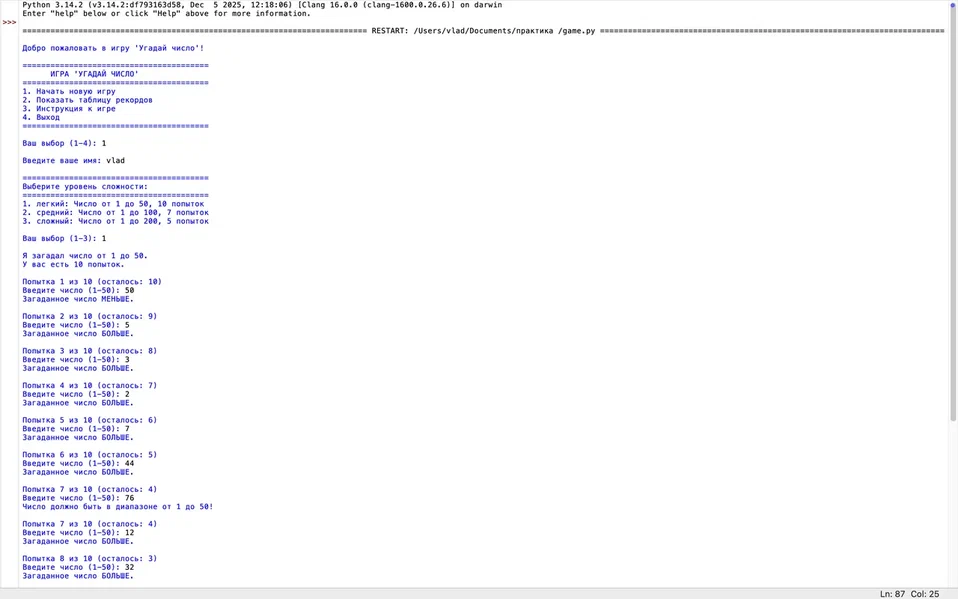 Python 3.14.2 (v3.14.2:df793163d58, Dec  5 2025, 12:18:06) [Clang 16.0.0 (clang-1600.0.26.6)] on darwin
Enter "help" below or click "Help" above for more information.
>>>
========================================================================== RESTART: /Users/vlad/Documents/практика /game.py ==========================================================================
Добро пожаловать в игру 'Угадай число'!
========================================
ИГРА 'УГАДАЙ ЧИСЛО'
========================================
1. Начать новую игру
2. Показать таблицу рекордов
3. Инструкция к игре
4. Выход
========================================
Ваш выбор (1-4): 1
Введите ваше имя: vlad
========================================
Выберите уровень сложности:
========================================
1. легкий: Число от 1 до 50, 10 попыток
2. средний: Число от 1 до 100, 7 попыток
3. сложный: Число от 1 до 200, 5 попыток
Ваш выбор (1-3): 1
Я загадал число от 1 до 50.
У вас есть 10 попыток.
Попытка 1 из 10 (осталось: 10)
Введите число (1-50): 50
Загаданное число МЕНЬШЕ.
Попытка 2 из 10 (осталось: 9)
Введите число (1-50): 5
Загаданное число БОЛЬШЕ.
Попытка 3 из 10 (осталось: 8)
Введите число (1-50): 3
Загаданное число БОЛЬШЕ.
Попытка 4 из 10 (осталось: 7)
Введите число (1-50): 2
Загаданное число БОЛЬШЕ.
Попытка 5 из 10 (осталось: 6)
Введите число (1-50): 7
Загаданное число БОЛЬШЕ.
Попытка 6 из 10 (осталось: 5)
Введите число (1-50): 44
Загаданное число БОЛЬШЕ.
Попытка 7 из 10 (осталось: 4)
Введите число (1-50): 76
Число должно быть в диапазоне от 1 до 50!
Попытка 7 из 10 (осталось: 4)
Введите число (1-50): 12
Загаданное число БОЛЬШЕ.
Попытка 8 из 10 (осталось: 3)
Введите число (1-50): 32
Загаданное число БОЛЬШЕ.
Ln: 87  Col: 25